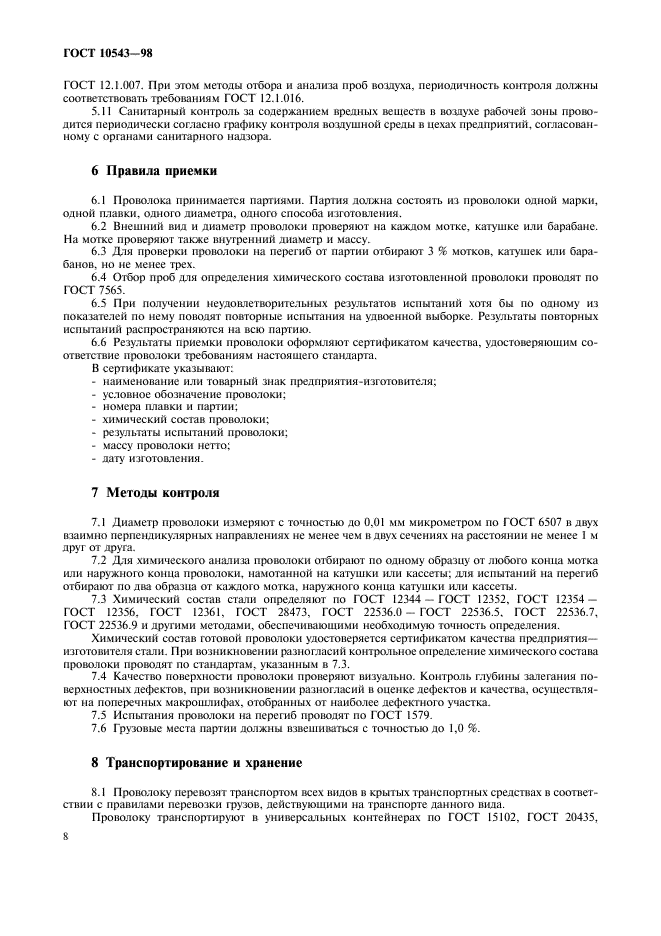 ГОСТ 10543—98
ГОСТ 12.1.007. При этом методы отбора и анализа проб воздуха, периодичность контроля должны
соответствовать требованиям ГОСТ 12.1.016.
5.11 Санитарный контроль за содержанием вредных веществ в воздухе рабочей зоны прово-
дится периодически согласно графику контроля воздушной среды в цехах предприятий, согласован-
ному с органами санитарного надзора.
6 Правила приемки
6.1 Проволока принимается партиями. Партия должна состоять из проволоки одной марки,
одной плавки, одного диаметра, одного способа изготовления.
6.2 Внешний вид и диаметр проволоки проверяют на каждом мотке, катушке или барабане.
На мотке проверяют также внутренний диаметр и массу.
6.3 Для проверки проволоки на перегиб от партии отбирают 3 % мотков, катушек или бара-
банов, но не менее трех.
6.4 Отбор проб для определения химического состава изготовленной проволоки проводят по
ГОСТ 7565.
6.5 При получении неудовлетворительных результатов испытаний хотя бы по одному из
показателей по нему поводят повторные испытания на удвоенной выборке. Результаты повторных
испытаний распространяются на всю партию.
6.6 Результаты приемки проволоки оформляют сертификатом качества, удостоверяющим со-
ответствие проволоки требованиям настоящего стандарта.
В сертификате указывают:
- наименование или товарный знак предприятия-изготовителя;
- условное обозначение проволоки;
- номера плавки и партии;
- химический состав проволоки;
- результаты испытаний проволоки;
- массу проволоки нетто;
- дату изготовления.
7 Методы контроля
7.1 Диаметр проволоки измеряют с точностью до 0,01 мм микрометром по ГОСТ 6507 в двух
взаимно перпендикулярных направлениях не менее чем в двух сечениях на расстоянии не менее 1 м
друг от друга.
7.2 Для химического анализа проволоки отбирают по одному образцу от любого конца мотка
или наружного конца проволоки, намотанной на катушки или кассеты; для испытаний на перегиб
отбирают по два образца от каждого мотка, наружного конца катушки или кассеты.
7.3 Химический состав стали определяют по ГОСТ 12344 — ГОСТ 12352, ГОСТ 12354 —
ГОСТ 12356, ГОСТ 12361, ГОСТ 28473, ГОСТ 22536.0 — ГОСТ 22536.5, ГОСТ 22536.7,
ГОСТ 22536.9 и другими методами, обеспечивающими необходимую точность определения.
Химический состав готовой проволоки удостоверяется сертификатом качества предприятия—
изготовителя стали. При возникновении разногласий контрольное определение химического состава
проволоки проводят по стандартам, указанным в 7.3.
7.4 Качество поверхности проволоки проверяют визуально. Контроль глубины залегания по-
верхностных дефектов, при возникновении разногласий в оценке дефектов и качества, осуществля-
ют на поперечных макрошлифах, отобранных от наиболее дефектного участка.
7.5 Испытания проволоки на перегиб проводят по ГОСТ 1579.
7.6 Грузовые места партии должны взвешиваться с точностью до 1,0 %.
8 Транспортирование и хранение
8.1 Проволоку перевозят транспортом всех видов в крытых транспортных средствах в соответ-
ствии с правилами перевозки грузов, действующими на транспорте данного вида.
Проволоку транспортируют в универсальных контейнерах по ГОСТ 15102, ГОСТ 20435,
8